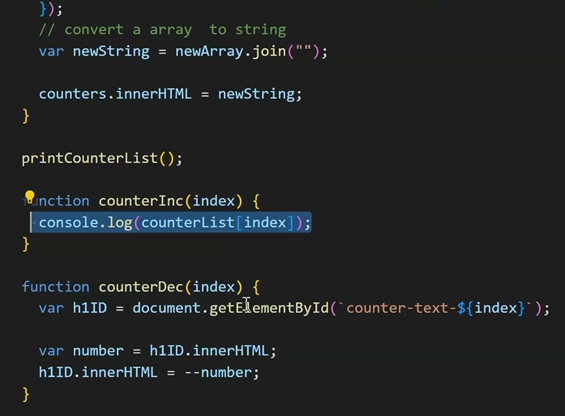 });
// convert a array  to string
var newString = newArray.join("");
counters.innerHTML = newString;
}
printCounterList();
function counterInc(index) {
console.log(counterList[index]);
}
function counterDec(index) {
var h1ID = document.getElementById(`counter-text-${index}`);
var number = h1ID.innerHTML;
h1ID.innerHTML = --number;
}